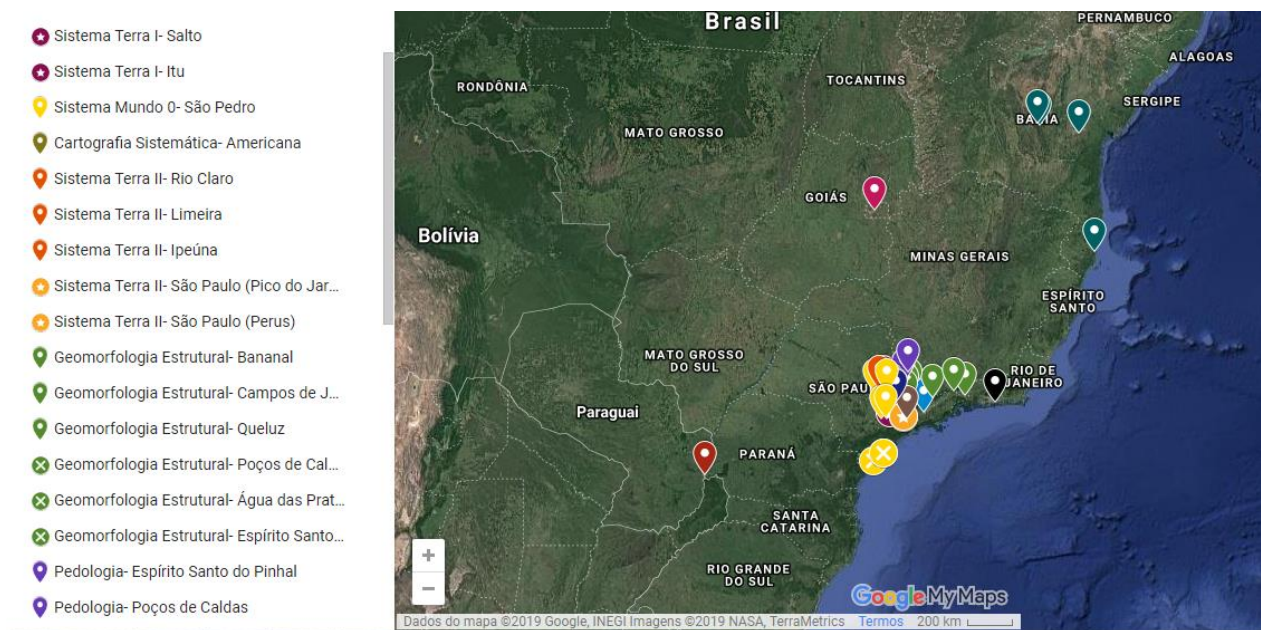 Sistema Terra I- Salto
Sistema Terra I- Itu
Sistema Mundo 0- São Pedro
Cartografia Sistemática- Americana
Sistema Terra II- Rio Claro
Sistema Terra II- Limeira
Sistema Terra II- Ipeúna
Sistema Terra II- São Paulo (Pico do Jar...
Sistema Terra II- São Paulo (Perus)
Geomorfologia Estrutural- Bananal
Geomorfologia Estrutural- Campos de J...
Geomorfologia Estrutural- Queluz
Geomorfologia Estrutural- Poços de Cal...
Geomorfologia Estrutural- Água das Prat...
Geomorfologia Estrutural- Espírito Santo...
Pedologia- Espírito Santo do Pinhal
Pedologia- Poços de Caldas
Brasil
PERNAMBUCO
ALAGOAS
RONDÔNIA
TOCANTINS
SERGIPE
MATO GROSSO
GOIÁS
Bolívia
MINAS GERAIS
ESPÍRITO
SANTO
MATO GROSSO
DO SUL
RIO DE
SÃO PAU
Paraguai
PARANÁ
SANTA
CATARINA
RIO GRANDE
DO SUL
+
−
Google My Maps
Dados do mapa ©2019 Google, INEGI Imagens ©2019 NASA, TerraMetrics Termos 200 km